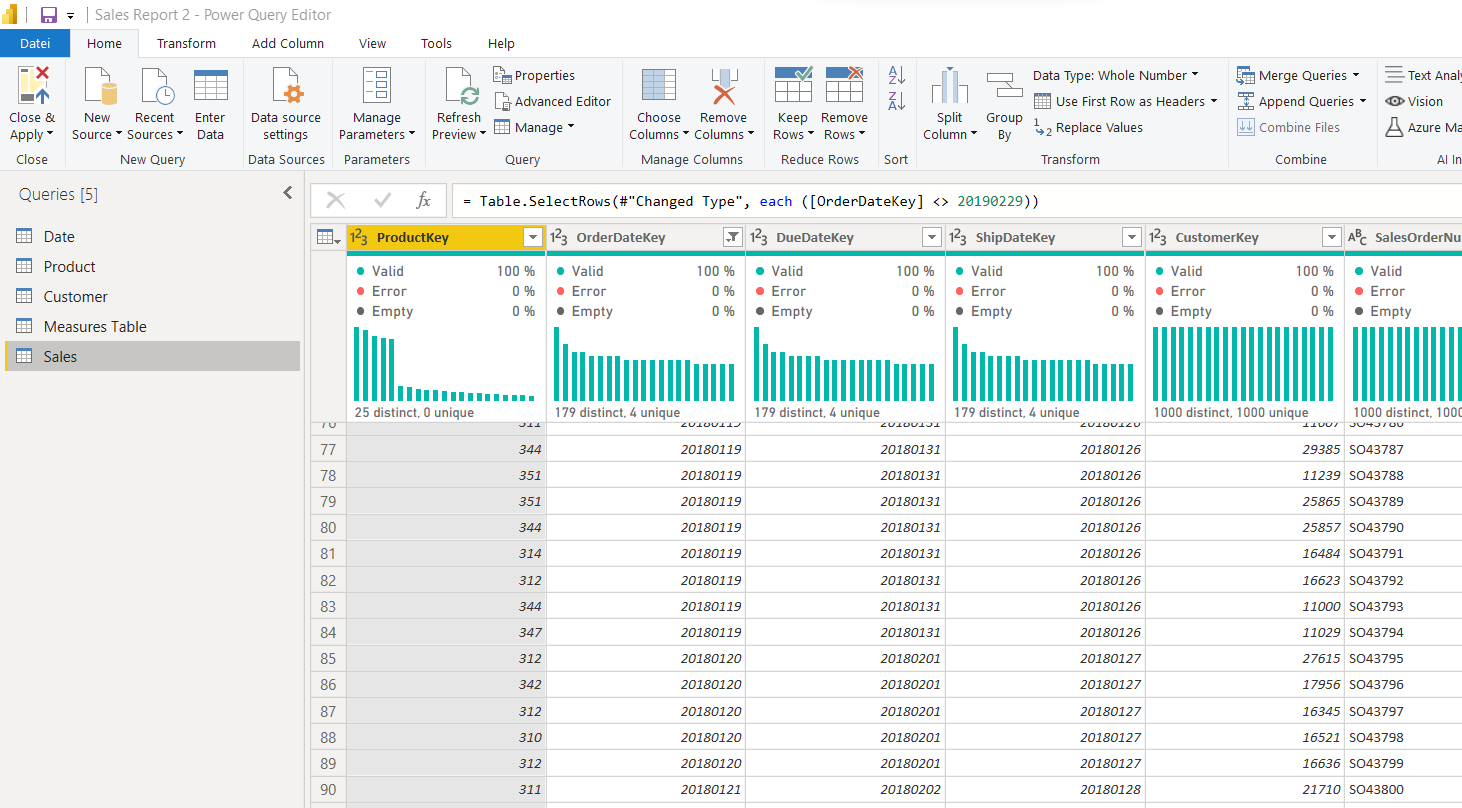 Sales Report 2 - Power Query Editor
Datei Home Transform Add Column View Tools Help
Close & Apply New Source Recent Sources Enter Data Data source settings Manage Parameters Refresh Preview Properties Advanced Editor Manage Choose Columns Remove Columns Keep Rows Remove Rows Split Column Group By Data Type: Whole Number Use First Row as Headers Replace Values Merge Queries Append Queries Combine Files Text Analy Vision Azure Ma
Close New Query Data Sources Parameters Query Manage Columns Reduce Rows Sort Transform Combine AI In
Queries [5]
Date
Product
Customer
Measures Table
Sales
= Table.SelectRows(#"Changed Type", each ([OrderDateKey] <> 20190229))
ProductKey OrderDateKey DueDateKey ShipDateKey CustomerKey SalesOrderNu
Valid 100 % Valid 100 % Valid 100 % Valid 100 % Valid 100 % Valid
Error 0 % Error 0 % Error 0 % Error 0 % Error 0 % Error
Empty 0 % Empty 0 % Empty 0 % Empty 0 % Empty 0 % Empty
25 distinct, 0 unique 179 distinct, 4 unique 179 distinct, 4 unique 179 distinct, 4 unique 1000 distinct, 1000 unique 1000 distinct, 1000
77 344 20180119 20180131 20180126 29385 SO43787
78 351 20180119 20180131 20180126 11239 SO43788
79 351 20180119 20180131 20180126 25865 SO43789
80 344 20180119 20180131 20180126 25857 SO43790
81 314 20180119 20180131 20180126 16484 SO43791
82 312 20180119 20180131 20180126 16623 SO43792
83 344 20180119 20180131 20180126 11000 SO43793
84 347 20180119 20180131 20180126 11029 SO43794
85 312 20180120 20180201 20180127 27615 SO43795
86 342 20180120 20180201 20180127 17956 SO43796
87 312 20180120 20180201 20180127 16345 SO43797
88 310 20180120 20180201 20180127 16521 SO43798
89 312 20180120 20180201 20180127 16636 SO43799
90 311 20180121 20180202 20180128 21710 SO43800